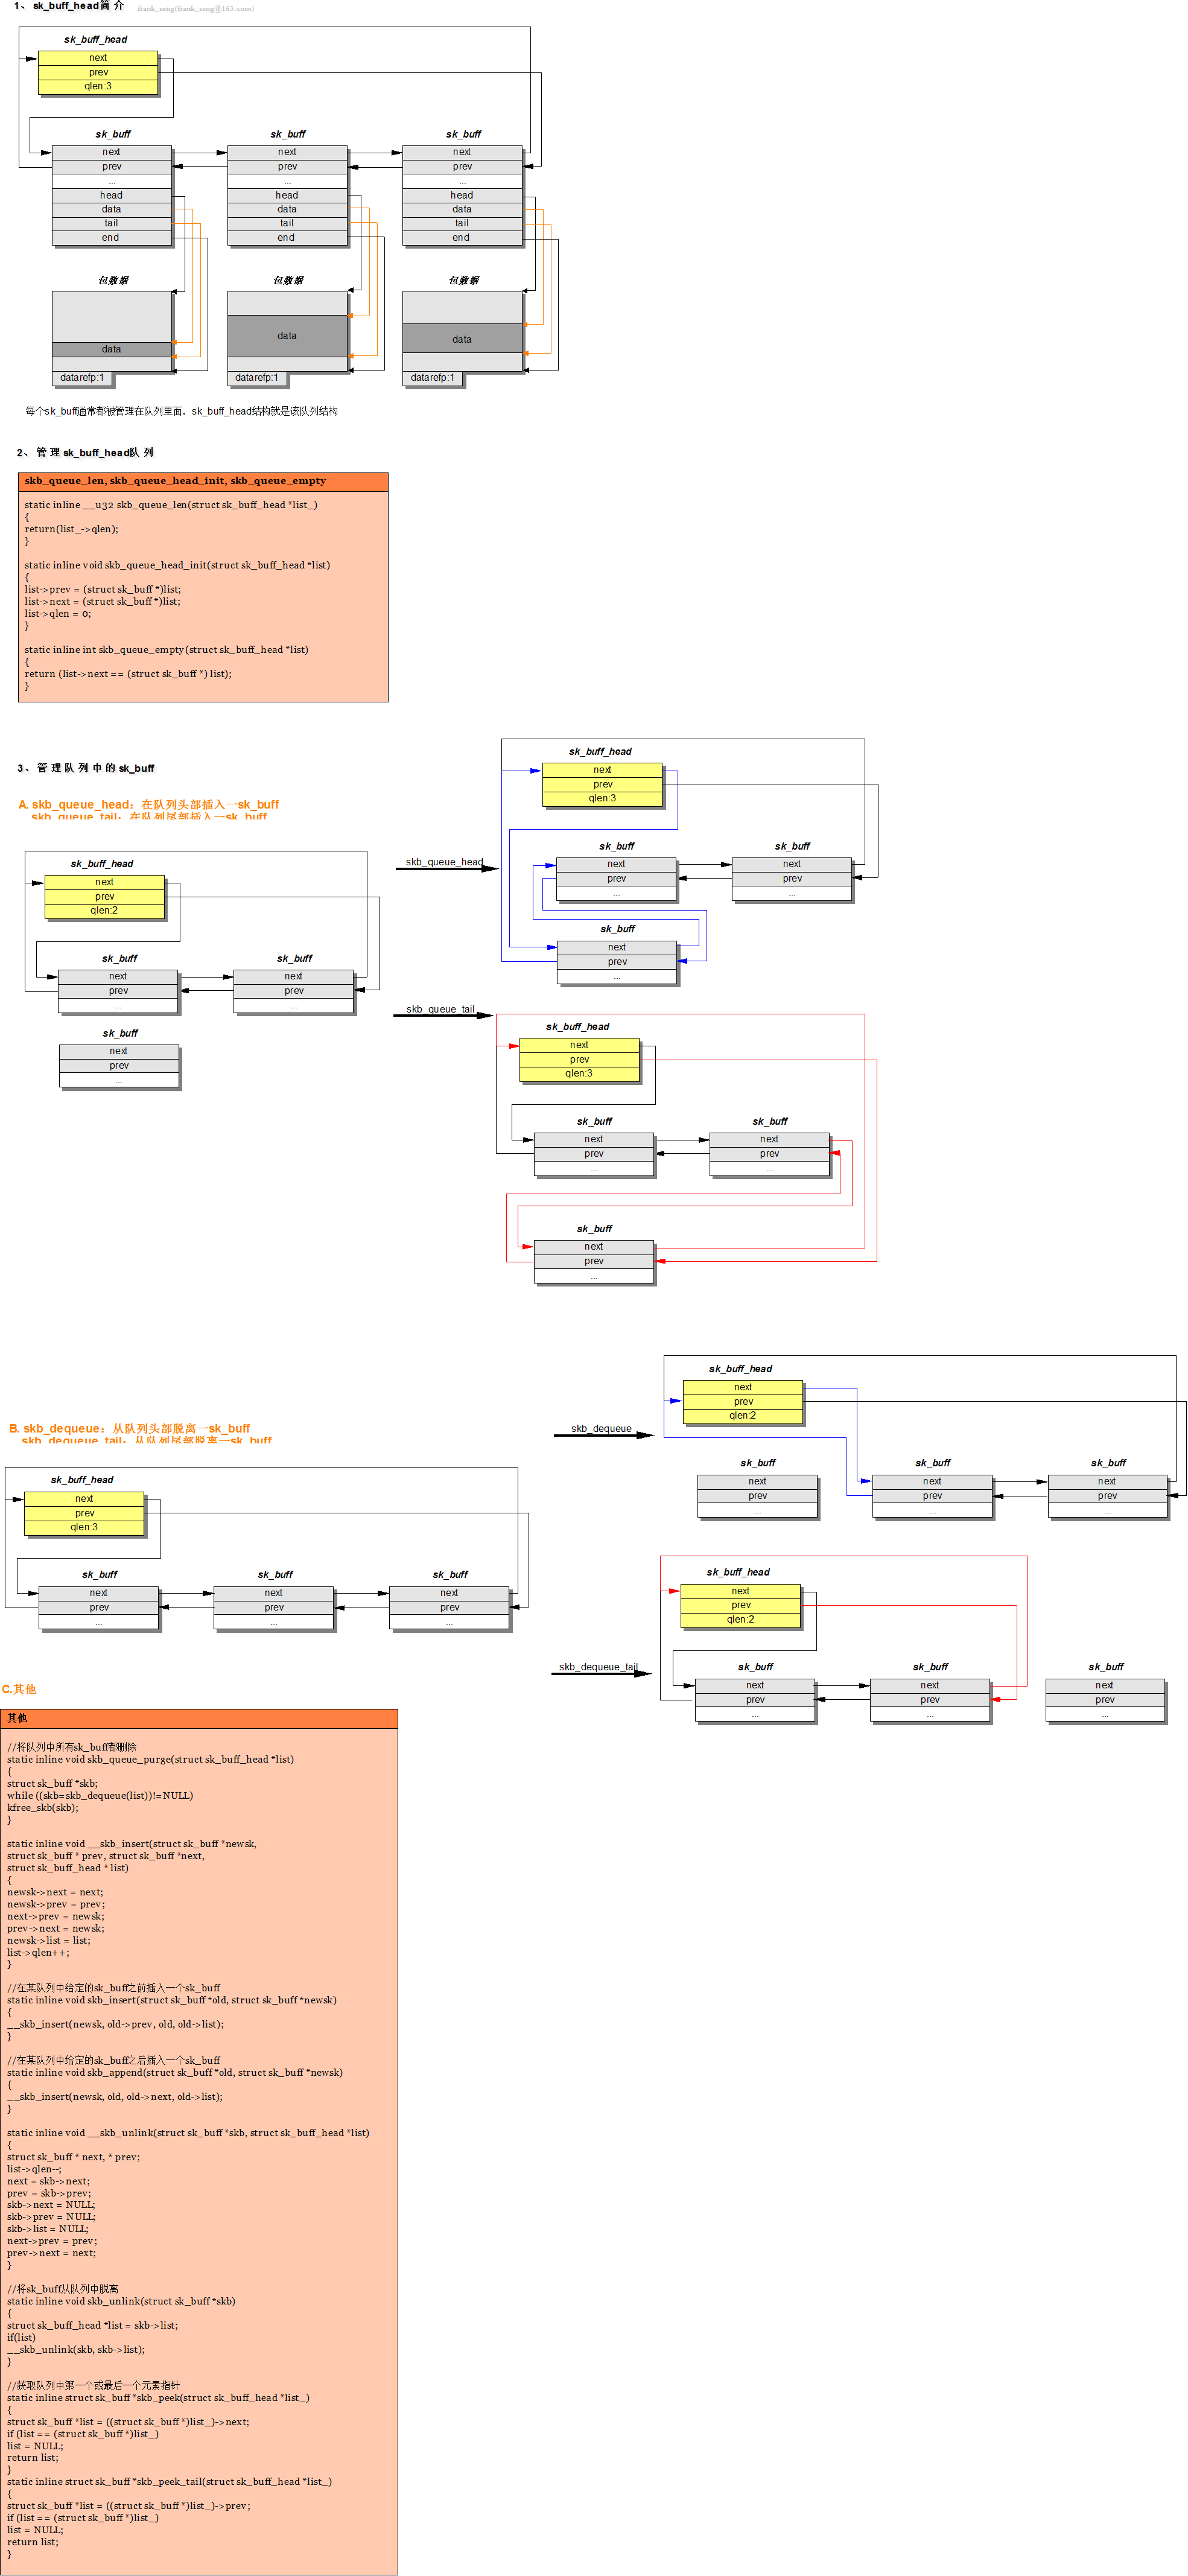 1、sk_buff_head简介
frank_seng(frank_seng@163.com)
sk_buff_head
next
prev
qlen:3
sk_buff
sk_buff
sk_buff
next
next
next
prev
prev
prev
...
...
...
head
head
head
data
data
data
tail
tail
tail
end
end
end
包数据
包数据
包数据
data
data
data
datarefp:1
datarefp:1
datarefp:1
每个sk_buff通常都被管理在队列里面，sk_buff_head结构就是该队列结构
2、管理sk_buff_head队列
skb_queue_len, skb_queue_head_init, skb_queue_empty
static inline __u32 skb_queue_len(struct sk_buff_head *list_)
{
return(list_->qlen);
}
static inline void skb_queue_head_init(struct sk_buff_head *list)
{
list->prev = (struct sk_buff *)list;
list->next = (struct sk_buff *)list;
list->qlen = 0;
}
static inline int skb_queue_empty(struct sk_buff_head *list)
{
return (list->next == (struct sk_buff *) list);
}
3、管理队列中的sk_buff
A. skb_queue_head：在队列头部插入一sk_buff
skb_queue_tail：在队列尾部插入一sk_buff
sk_buff_head
next
prev
qlen:2
sk_buff
sk_buff
next
next
prev
prev
...
...
sk_buff
next
prev
...
skb_queue_head
sk_buff_head
next
prev
qlen:3
sk_buff
sk_buff
next
next
prev
prev
...
...
sk_buff
next
prev
...
skb_queue_tail
sk_buff_head
next
prev
qlen:3
sk_buff
sk_buff
next
next
prev
prev
...
...
sk_buff
next
prev
...
B. skb_dequeue：从队列头部脱离一sk_buff
skb_dequeue_tail：从队列尾部脱离一sk_buff
sk_buff_head
next
prev
qlen:3
sk_buff
sk_buff
sk_buff
next
next
next
prev
prev
prev
...
...
...
skb_dequeue
sk_buff_head
next
prev
qlen:2
sk_buff
sk_buff
sk_buff
next
next
next
prev
prev
prev
...
...
...
skb_dequeue_tail
sk_buff_head
next
prev
qlen:2
sk_buff
sk_buff
sk_buff
next
next
next
prev
prev
prev
...
...
...
C.其他
其他
//将队列中所有sk_buff都删除
static inline void skb_queue_purge(struct sk_buff_head *list)
{
struct sk_buff *skb;
while ((skb=skb_dequeue(list))!=NULL)
kfree_skb(skb);
}
static inline void __skb_insert(struct sk_buff *newsk,
struct sk_buff * prev, struct sk_buff *next,
struct sk_buff_head * list)
{
newsk->next = next;
newsk->prev = prev;
next->prev = newsk;
prev->next = newsk;
newsk->list = list;
list->qlen++;
}
//在某队列中给定的sk_buff之前插入一个sk_buff
static inline void skb_insert(struct sk_buff *old, struct sk_buff *newsk)
{
__skb_insert(newsk, old->prev, old, old->list);
}
//在某队列中给定的sk_buff之后插入一个sk_buff
static inline void skb_append(struct sk_buff *old, struct sk_buff *newsk)
{
__skb_insert(newsk, old, old->next, old->list);
}
static inline void __skb_unlink(struct sk_buff *skb, struct sk_buff_head *list)
{
struct sk_buff * next, * prev;
list->qlen--;
next = skb->next;
prev = skb->prev;
skb->next = NULL;
skb->prev = NULL;
skb->list = NULL;
next->prev = prev;
prev->next = next;
}
//将sk_buff从队列中脱离
static inline void skb_unlink(struct sk_buff *skb)
{
struct sk_buff_head *list = skb->list;
if(list)
__skb_unlink(skb, skb->list);
}
//获取队列中第一个或最后一个元素指针
static inline struct sk_buff *skb_peek(struct sk_buff_head *list_)
{
struct sk_buff *list = ((struct sk_buff *)list_)->next;
if (list == (struct sk_buff *)list_)
list = NULL;
return list;
}
static inline struct sk_buff *skb_peek_tail(struct sk_buff_head *list_)
{
struct sk_buff *list = ((struct sk_buff *)list_)->prev;
if (list == (struct sk_buff *)list_)
list = NULL;
return list;
}